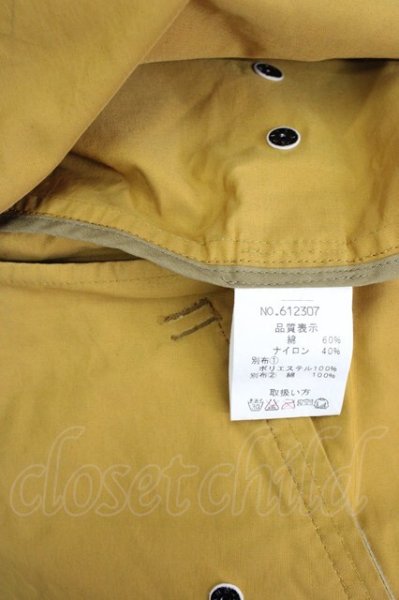 NO.612307
品質表示
綿 60%
ナイロン 40%
別布①
ポリエステル100%
別布② 綿 100%
取扱い方
closet child